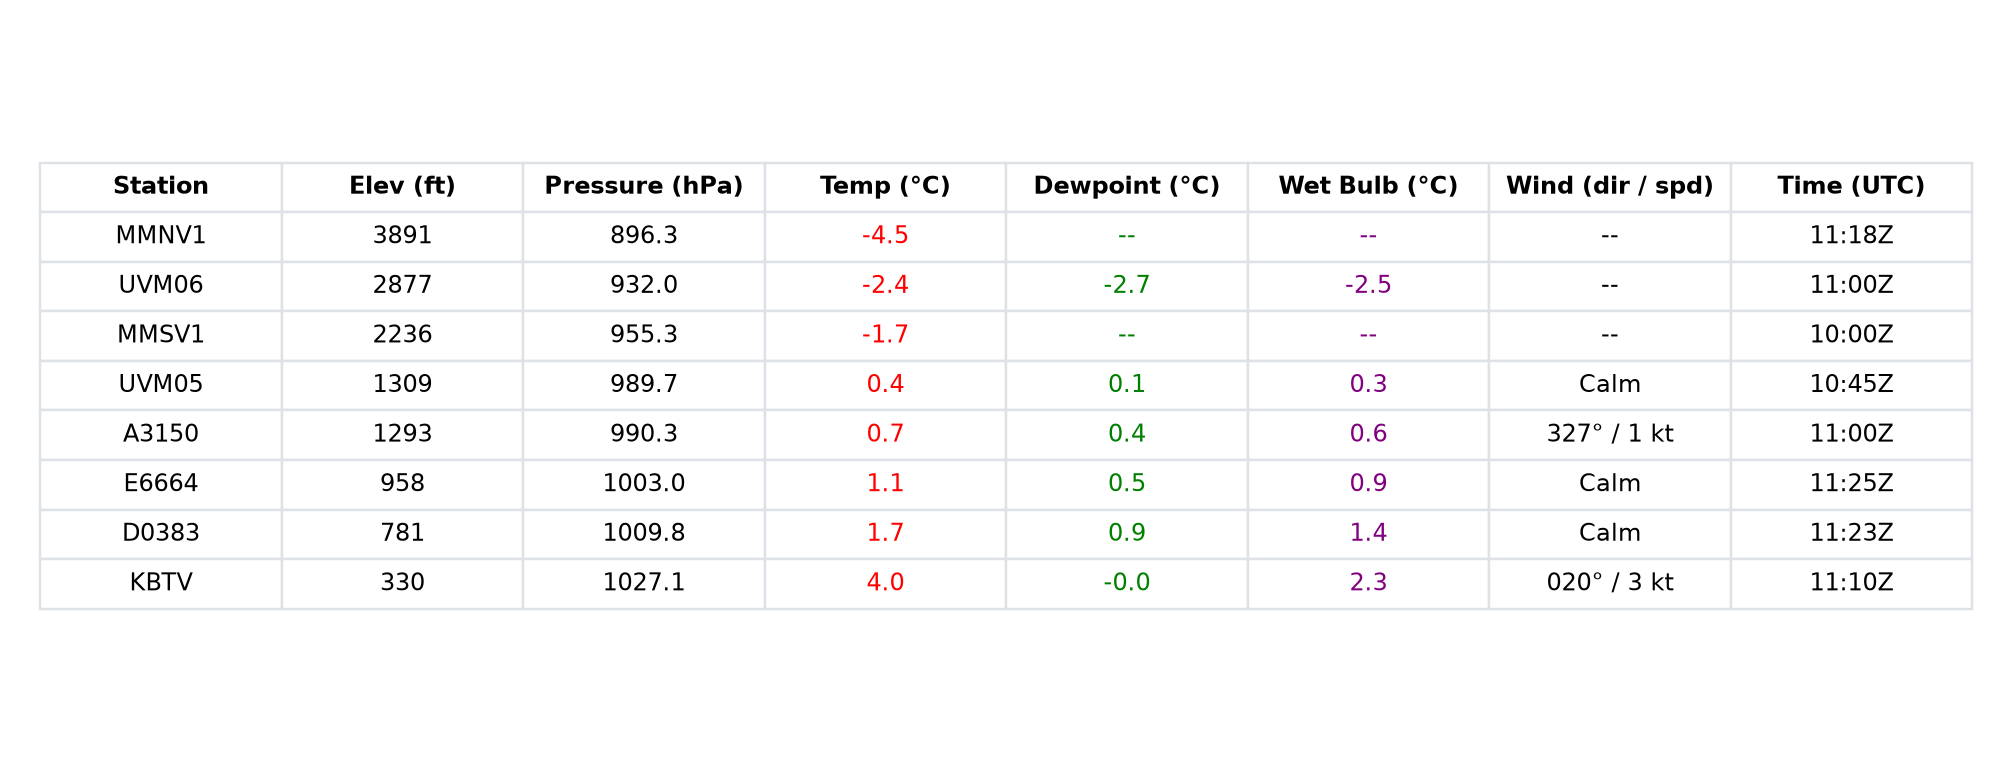 Station Elev (ft) Pressure (hPa) Temp (°C) Dewpoint (°C) Wet Bulb (°C) Wind (dir / spd) Time (UTC)
MMNV1 3891 896.3 -4.5 -- -- -- 11:18Z
UVM06 2877 932.0 -2.4 -2.7 -2.5 -- 11:00Z
MMSV1 2236 955.3 -1.7 -- -- -- 10:00Z
UVM05 1309 989.7 0.4 0.1 0.3 Calm 10:45Z
A3150 1293 990.3 0.7 0.4 0.6 327° / 1 kt 11:00Z
E6664 958 1003.0 1.1 0.5 0.9 Calm 11:25Z
D0383 781 1009.8 1.7 0.9 1.4 Calm 11:23Z
KBTV 330 1027.1 4.0 -0.0 2.3 020° / 3 kt 11:10Z